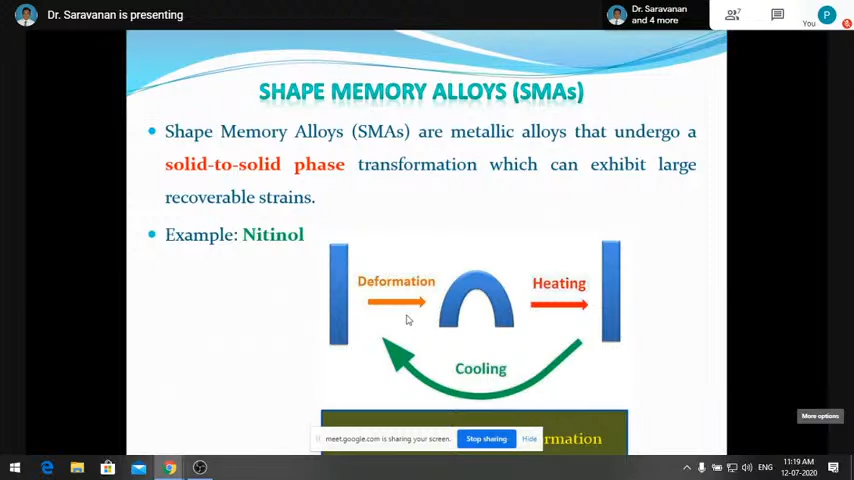 Dr. Saravanan is presenting
Dr. Saravanan
and 4 more
7
P
You
SHAPE MEMORY ALLOYS (SMAs)
Shape Memory Alloys (SMAs) are metallic alloys that undergo a
solid-to-solid phase transformation which can exhibit large
recoverable strains.
Example: Nitinol
Deformation
Heating
Cooling
More options
meet.google.com is sharing your screen.
Stop sharing
Hide
rmation
ENG
11:19 AM
12-07-2020